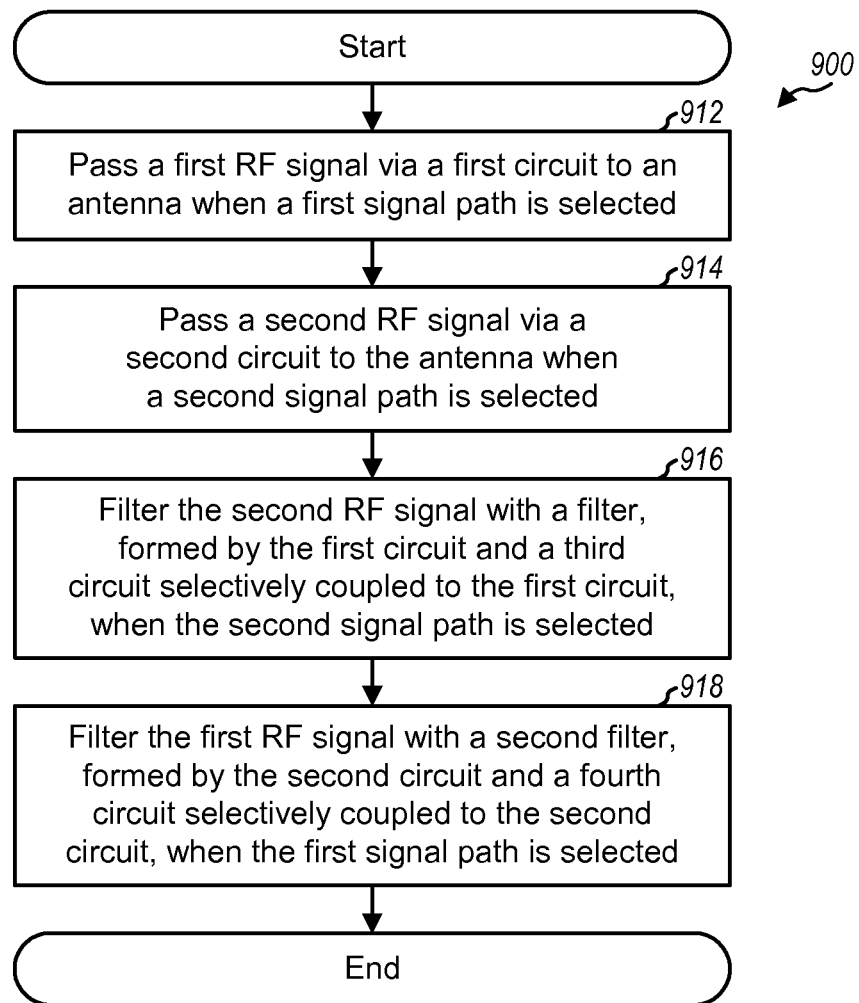 Start
900
912
Pass a first RF signal via a first circuit to an
antenna when a first signal path is selected
914
Pass a second RF signal via a
second circuit to the antenna when
a second signal path is selected
916
Filter the second RF signal with a filter,
formed by the first circuit and a third
circuit selectively coupled to the first circuit,
when the second signal path is selected
918
Filter the first RF signal with a second filter,
formed by the second circuit and a fourth
circuit selectively coupled to the second
circuit, when the first signal path is selected
End